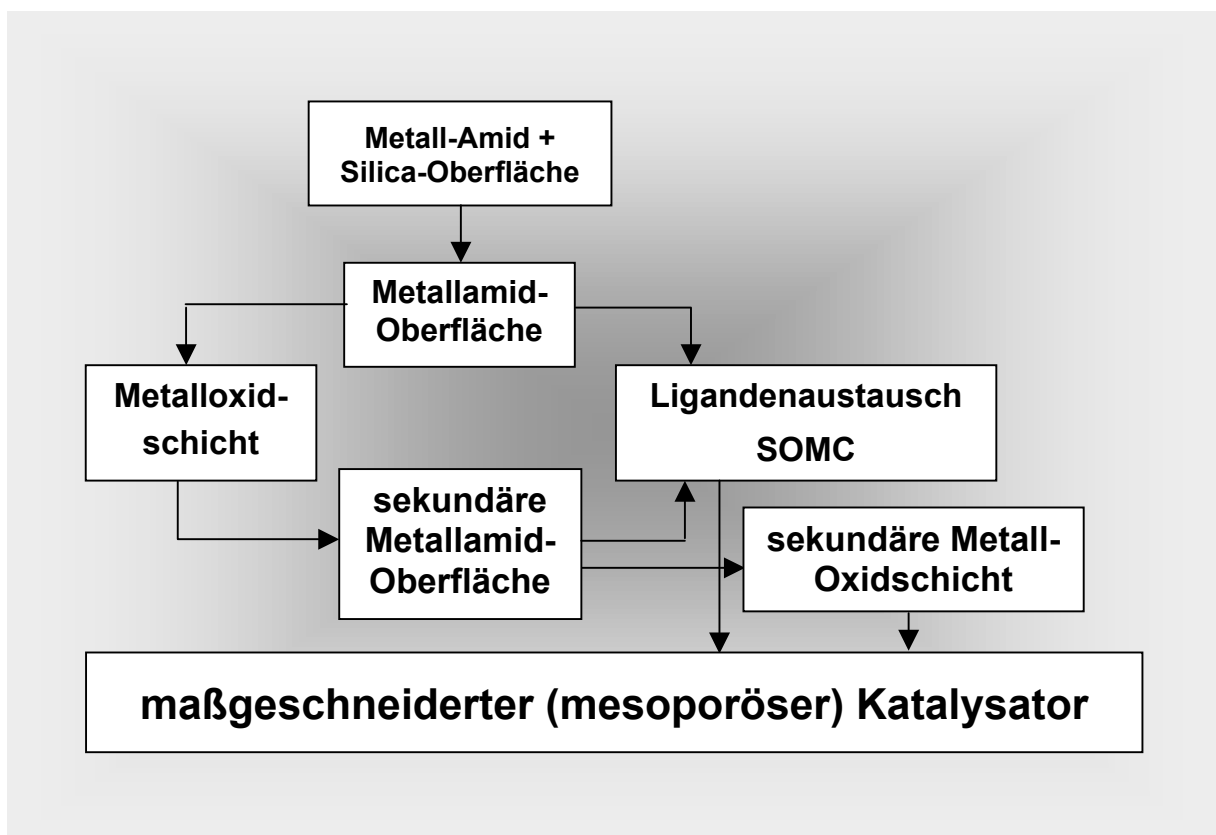 Metall-Amid +
Silica-Oberfläche
Metallamid-
Oberfläche
Metalloxid-
schicht
Ligandenaustausch
SOMC
sekundäre
Metallamid-
Oberfläche
sekundäre Metall-
Oxidschicht
maßgeschneiderter (mesoporöser) Katalysator